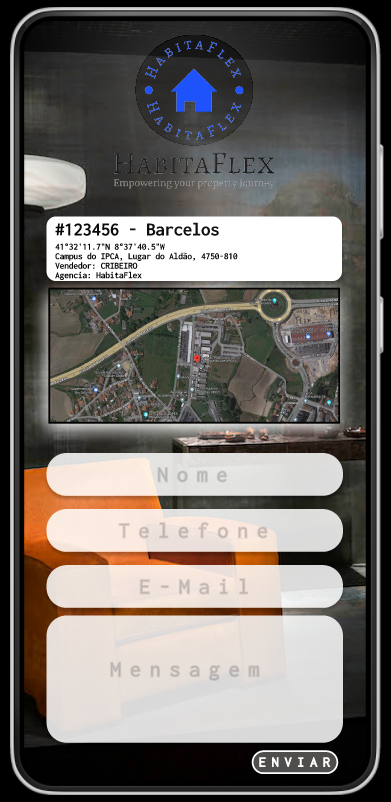 HABITAFLEX
HABITAFLEX
HABITAFLEX
Empowering your property journey
#123456 - Barcelos
41°32'11.7"N 8°37'40.5"W
Campus do IPCA, Lugar do Aldão, 4750-810
Vendedor: CRIBEIRO
Agencia: HabitaFlex
Nome
Telefone
E-Mail
Mensagem
ENVIAR